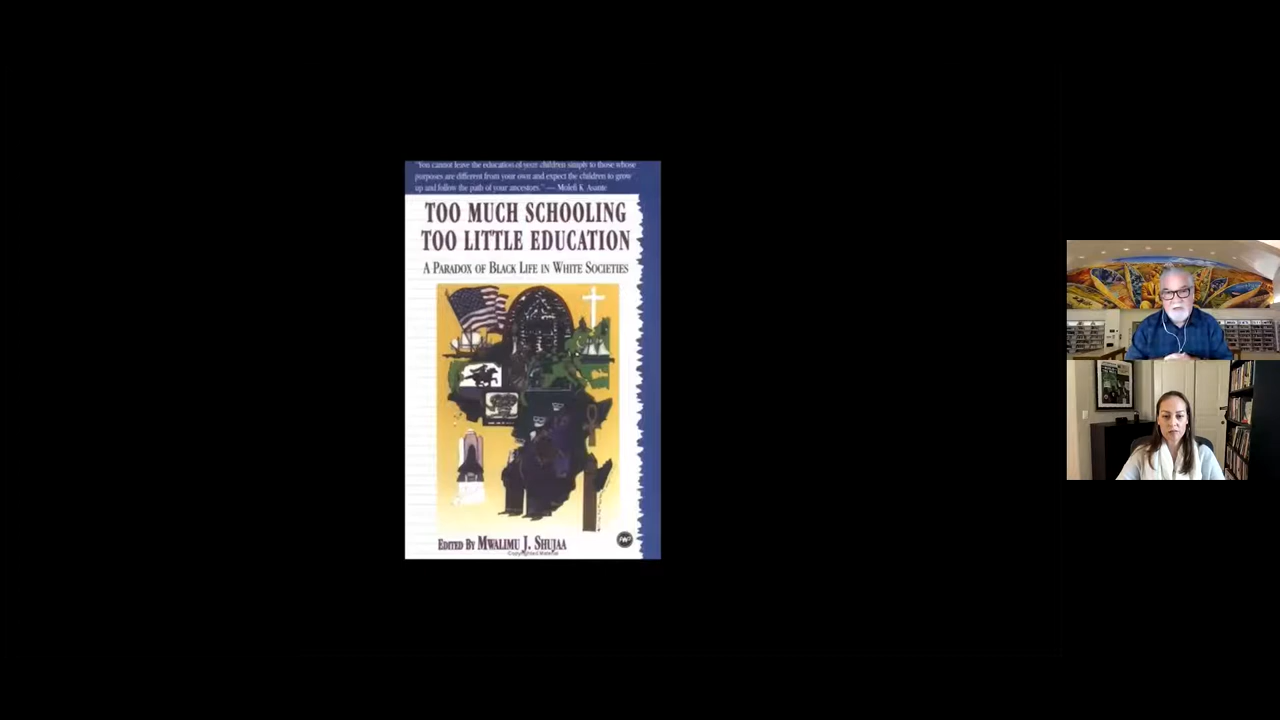 "You cannot leave the education of your children simply to those whose
purposes are different from your own and expect the children to grow
up and follow the path of your ancestors." — Molefi K. Asante
TOO MUCH SCHOOLING
TOO LITTLE EDUCATION
A PARADOX OF BLACK LIFE IN WHITE SOCIETIES
EDITED BY MWALIMU J. SHUJAA
Copyrighted Material